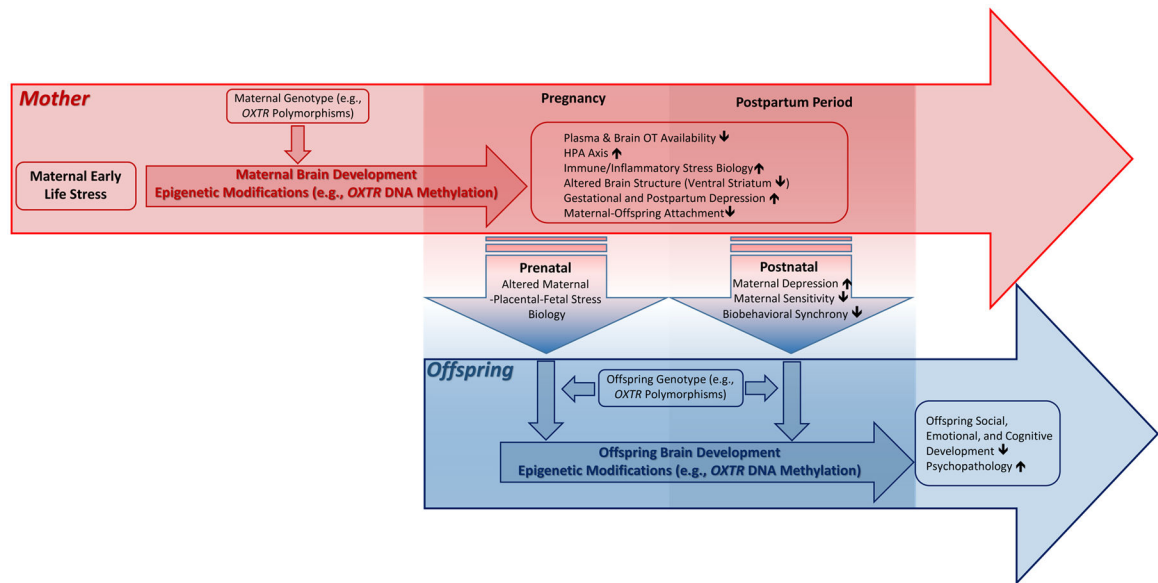 Mother
Maternal Genotype (e.g.,
OXTR Polymorphisms)
Maternal Early
Life Stress
Maternal Brain Development
Epigenetic Modifications (e.g., OXTR DNA Methylation)
Pregnancy
Postpartum Period
Plasma & Brain OT Availability ↓
HPA Axis ↑
Immune/Inflammatory Stress Biology ↑
Altered Brain Structure (Ventral Striatum ↓)
Gestational and Postpartum Depression ↑
Maternal-Offspring Attachment ↓
Prenatal
Altered Maternal
-Placental-Fetal Stress
Biology
Postnatal
Maternal Depression ↑
Maternal Sensitivity ↓
Biobehavioral Synchrony ↓
Offspring
Offspring Genotype (e.g.,
OXTR Polymorphisms)
Offspring Brain Development
Epigenetic Modifications (e.g., OXTR DNA Methylation)
Offspring Social,
Emotional, and Cognitive
Development ↓
Psychopathology ↑